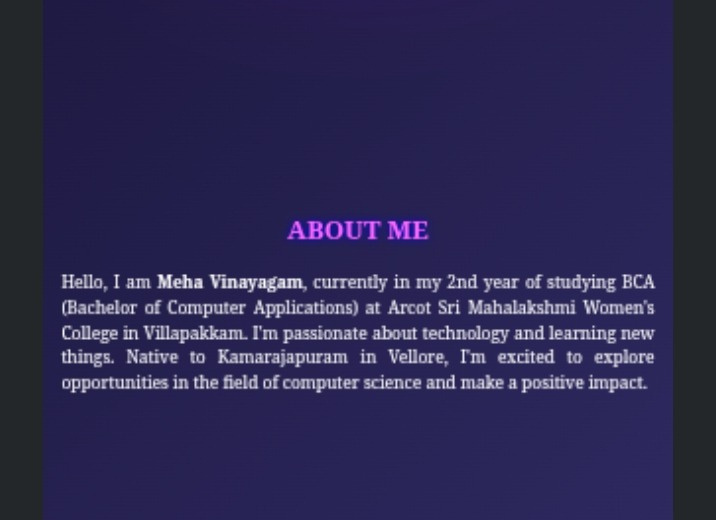 ABOUT ME
Hello, I am Meha Vinayagam, currently in my 2nd year of studying BCA
(Bachelor of Computer Applications) at Arcot Sri Mahalakshmi Women's
College in Villapakkam. I'm passionate about technology and learning new
things. Native to Kamarajapuram in Vellore, I'm excited to explore
opportunities in the field of computer science and make a positive impact.